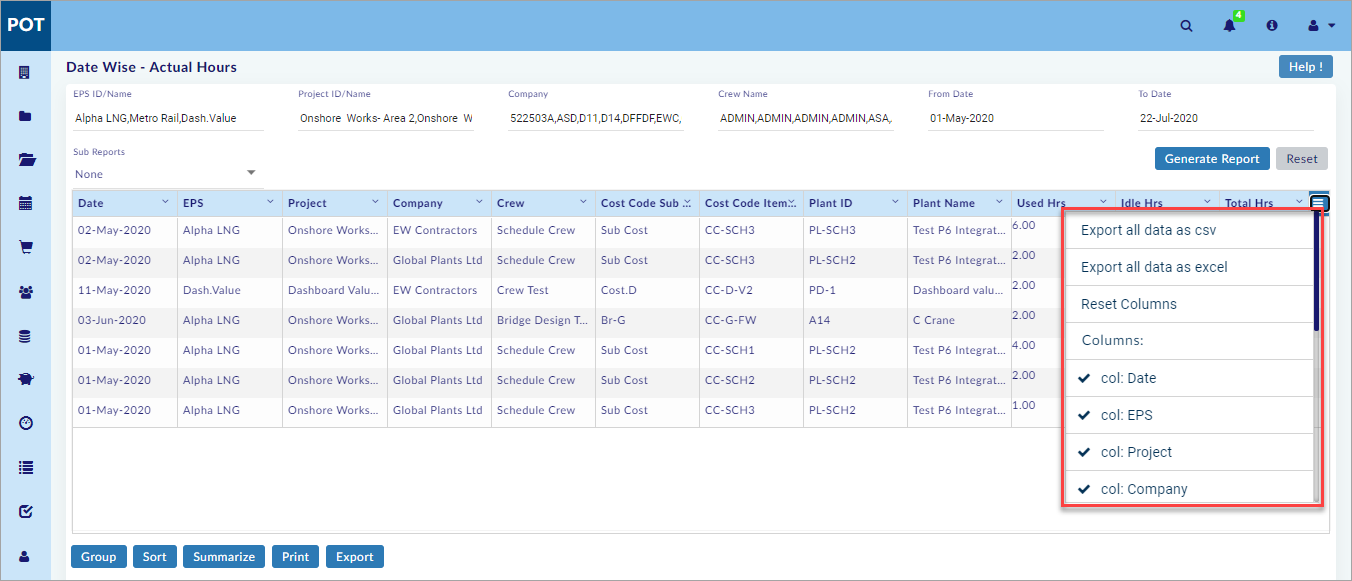 POT
4
Date Wise - Actual Hours
Help !
EPS ID/Name Project ID/Name Company Crew Name From Date To Date
Alpha LNG,Metro Rail,Dash.Value Onshore Works- Area 2,Onshore W 522503A,ASD,D11,D14,DFFDF,EWC, ADMIN,ADMIN,ADMIN,ADMIN,ASA, 01-May-2020 22-Jul-2020
Sub Reports
None
Generate Report Reset
Date EPS Project Company Crew Cost Code Sub ... Cost Code Item... Plant ID Plant Name Used Hrs Idle Hrs Total Hrs
02-May-2020 Alpha LNG Onshore Works... EW Contractors Schedule Crew Sub Cost CC-SCH3 PL-SCH3 Test P6 Integrat... 6.00
02-May-2020 Alpha LNG Onshore Works... Global Plants Ltd Schedule Crew Sub Cost CC-SCH3 PL-SCH2 Test P6 Integrat... 2.00
11-May-2020 Dash.Value Dashboard Valu... EW Contractors Crew Test Cost.D CC-D-V2 PD-1 Dashboard valu... 2.00
03-Jun-2020 Alpha LNG Onshore Works... Global Plants Ltd Bridge Design T... Br-G CC-G-FW A14 C Crane 2.00
01-May-2020 Alpha LNG Onshore Works... Global Plants Ltd Schedule Crew Sub Cost CC-SCH1 PL-SCH2 Test P6 Integrat... 4.00
01-May-2020 Alpha LNG Onshore Works... Global Plants Ltd Schedule Crew Sub Cost CC-SCH2 PL-SCH2 Test P6 Integrat... 2.00
01-May-2020 Alpha LNG Onshore Works... Global Plants Ltd Schedule Crew Sub Cost CC-SCH3 PL-SCH2 Test P6 Integrat... 1.00
Export all data as csv
Export all data as excel
Reset Columns
Columns:
col: Date
col: EPS
col: Project
col: Company
Group Sort Summarize Print Export